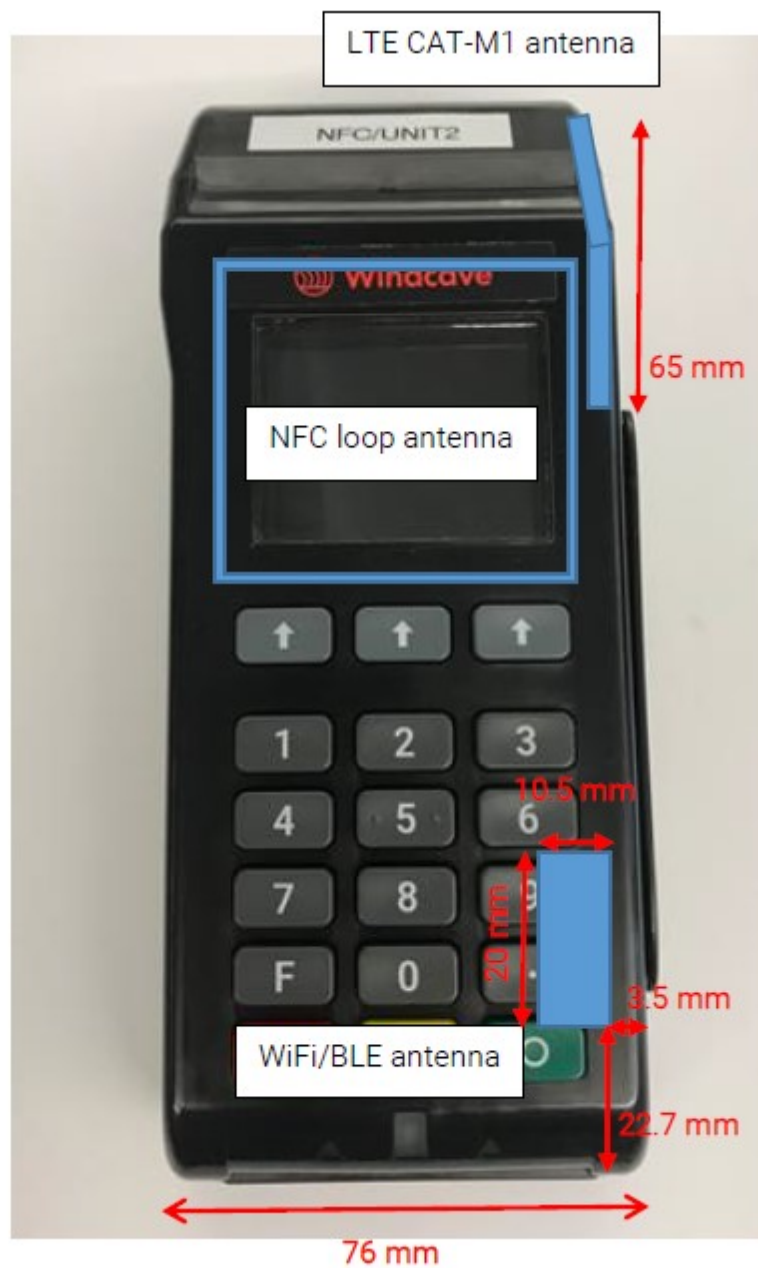 LTE CAT-M1 antenna
NFC/UNIT2
Windcave
65 mm
NFC loop antenna
1 2 3
10.5 mm
4 5 6
7 8 9
20 mm
F 0 .
3.5 mm
WiFi/BLE antenna O
22.7 mm
76 mm